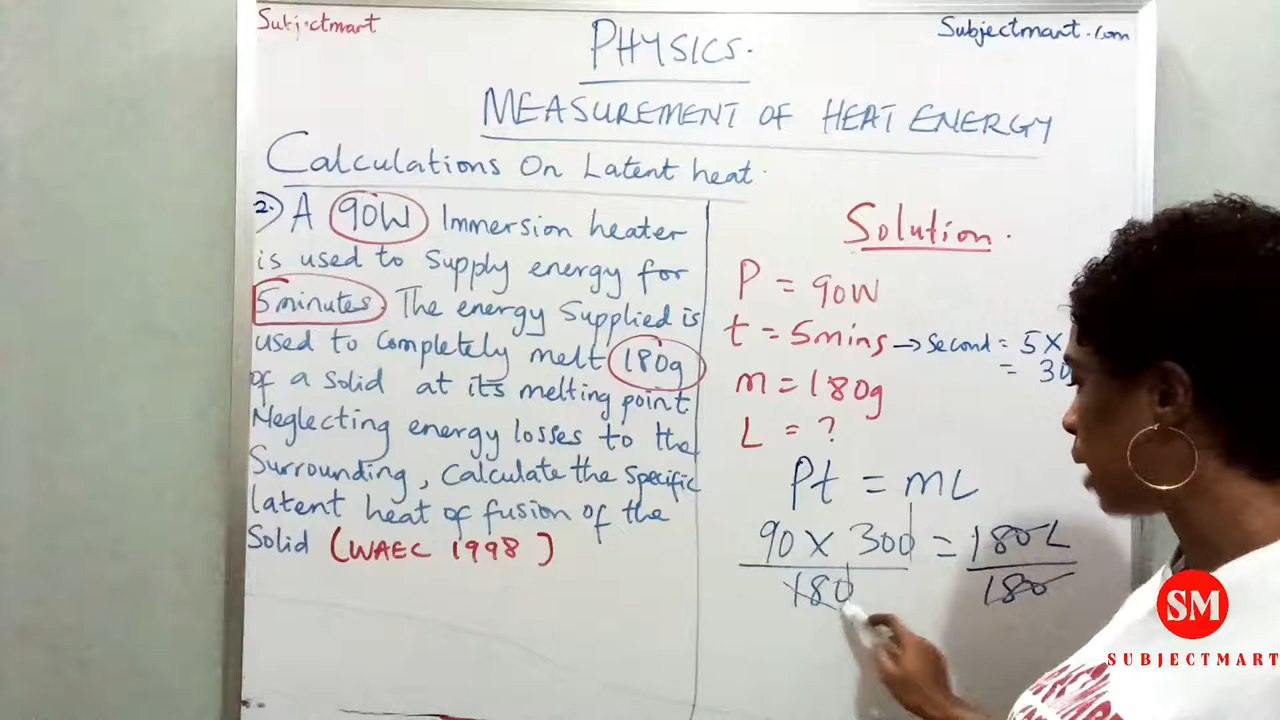 Subjectmart
Subjectmart.com
PHYSICS.
MEASUREMENT OF HEAT ENERGY
Calculations On Latent heat.
2. A 90W Immersion heater
is used to supply energy for
5minutes The energy Supplied is
used to Completely melt 180g
of a solid at its melting point
Neglecting energy losses to the
Surrounding, Calculate the specific
latent heat of fusion of the
Solid (WAEC 1998)
Solution.
P = 90W
t = 5mins → Second = 5 X
= 30
m = 180g
L = ?
Pt = mL
90 X 300 = 180L
180 180
SM
SUBJECTMART